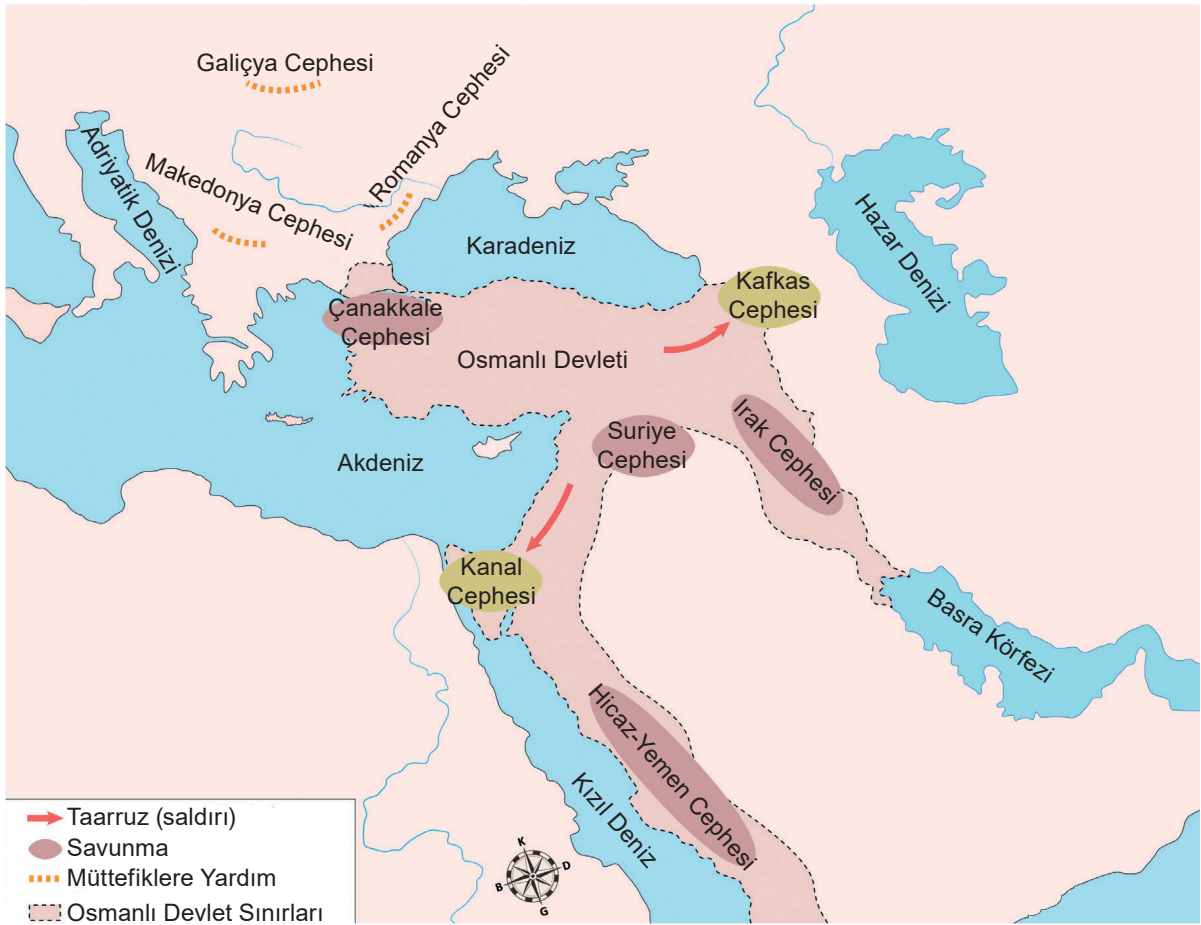 Galiçya Cephesi
Romanya Cephesi
Adriyatik Denizi
Makedonya Cephesi
Karadeniz
Hazar Denizi
Kafkas
Cephesi
Çanakkale
Cephesi
Osmanlı Devleti
Irak Cephesi
Suriye
Cephesi
Akdeniz
Kanal
Cephesi
Basra Körfezi
Hicaz-Yemen Cephesi
Kızıl Deniz
Taarruz (saldırı)
Savunma
Müttefiklere Yardım
Osmanlı Devlet Sınırları
K
B
D
G